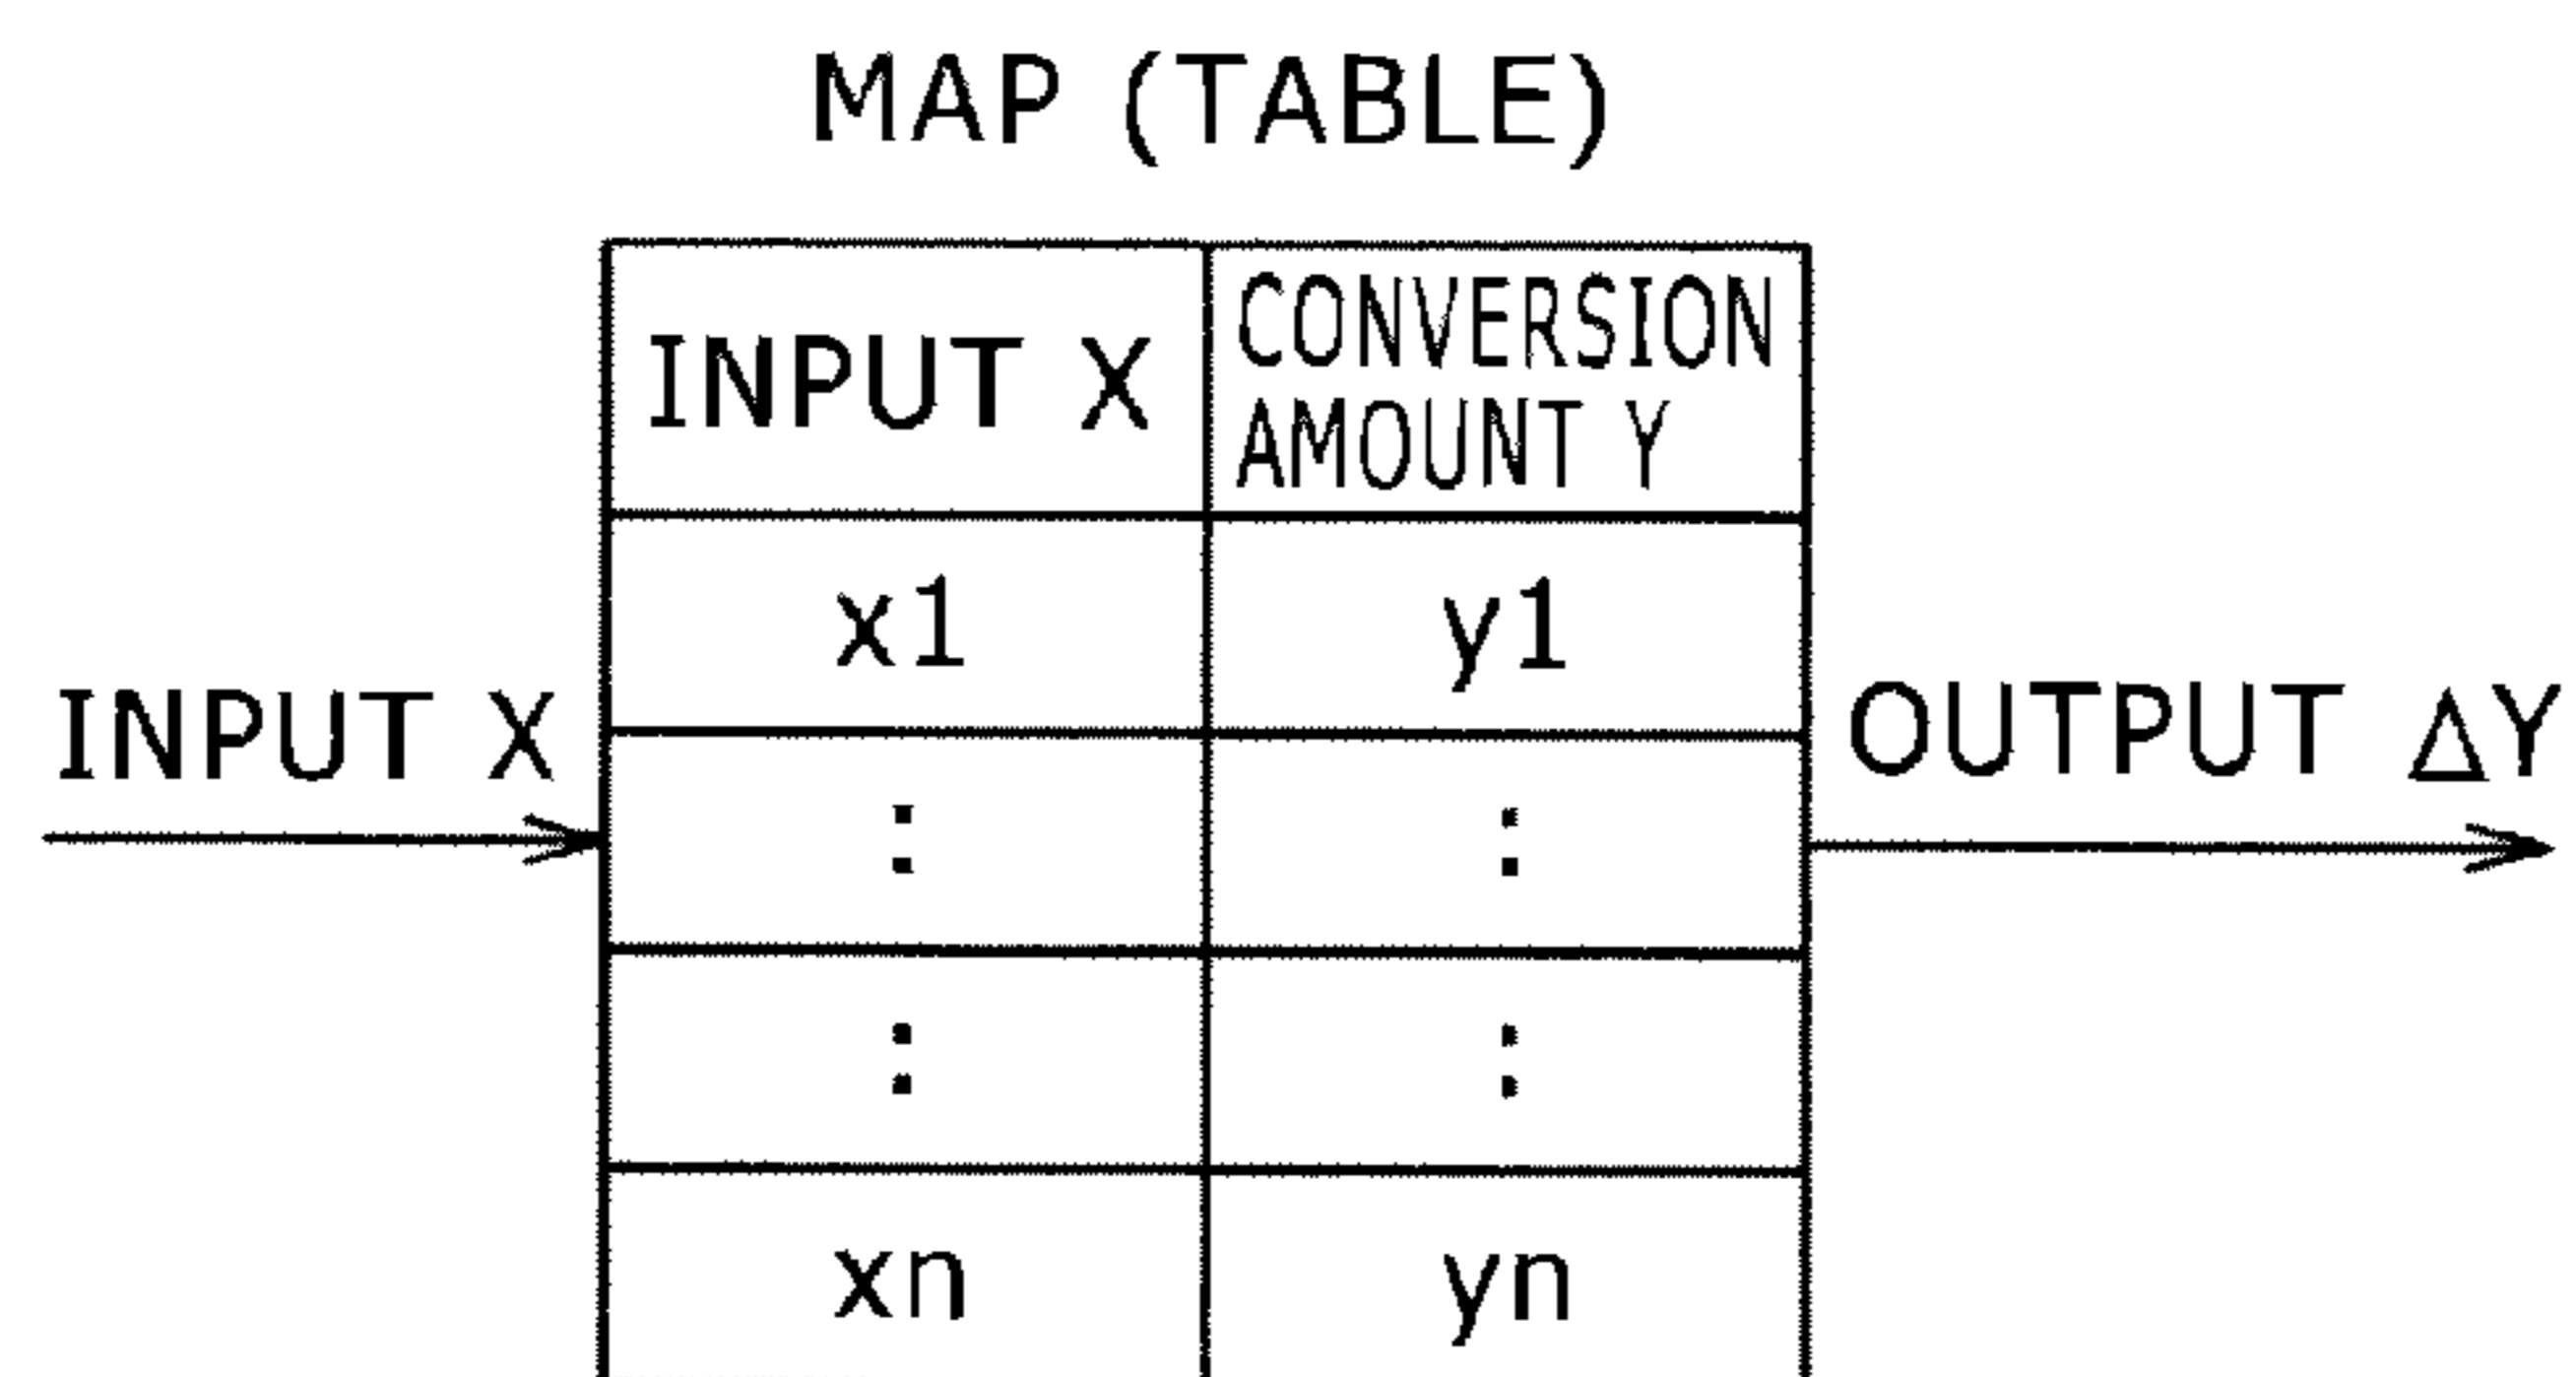 MAP (TABLE)
INPUT X
CONVERSION
AMOUNT Y
x1
y1
INPUT X
OUTPUT ΔY
:
:
:
:
xn
yn